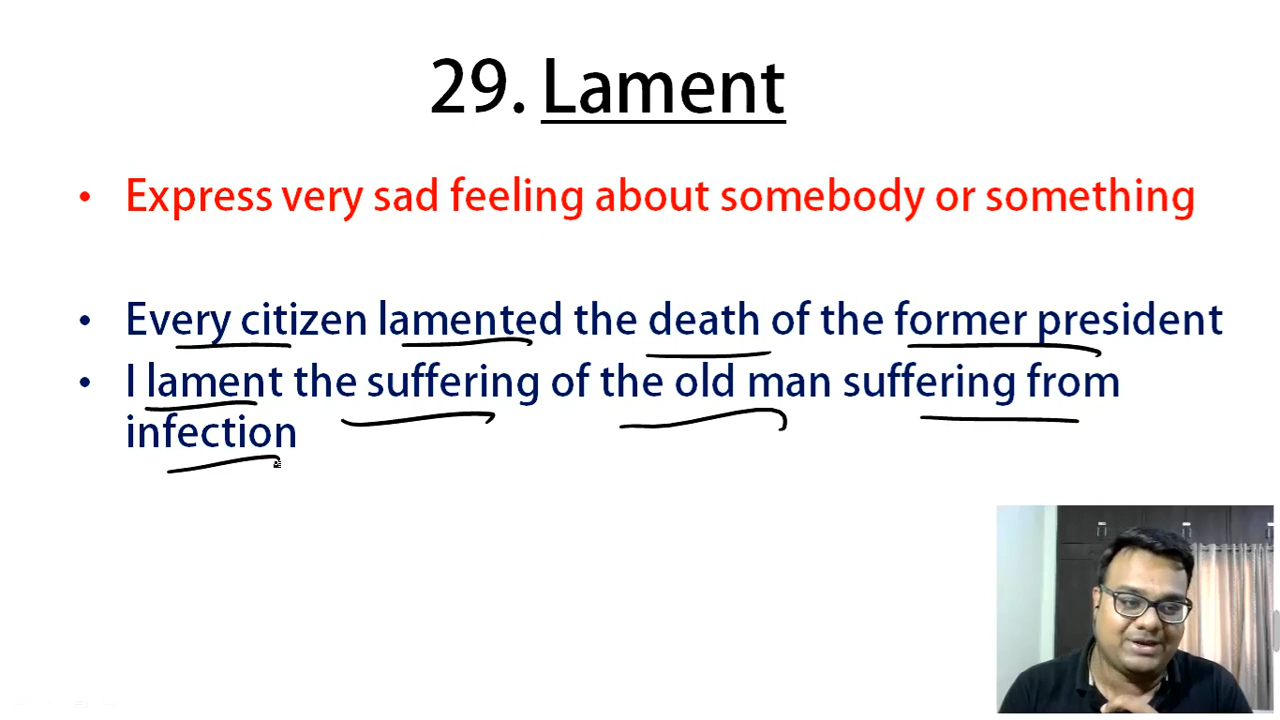 29. Lament
• Express very sad feeling about somebody or something
• Every citizen lamented the death of the former president
• I lament the suffering of the old man suffering from
infection